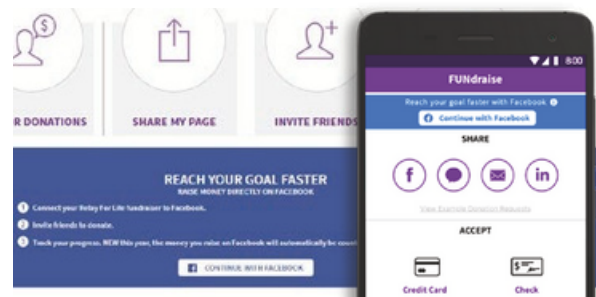 R DONATIONS
SHARE MY PAGE
INVITE FRIENDS
REACH YOUR GOAL FASTER
RAISE MONEY DIRECTLY ON FACEBOOK
1 Connect your Relay For Life fundraiser to Facebook.
2 Invite friends to donate.
3 Track your progress. NEW this year, the money you raise on Facebook will automatically be
CONTINUE WITH FACEBOOK
8:00
FUNdraise
Reach your goal faster with Facebook
Continue with Facebook
SHARE
View Example Donation Requests
ACCEPT
Credit Card
Check